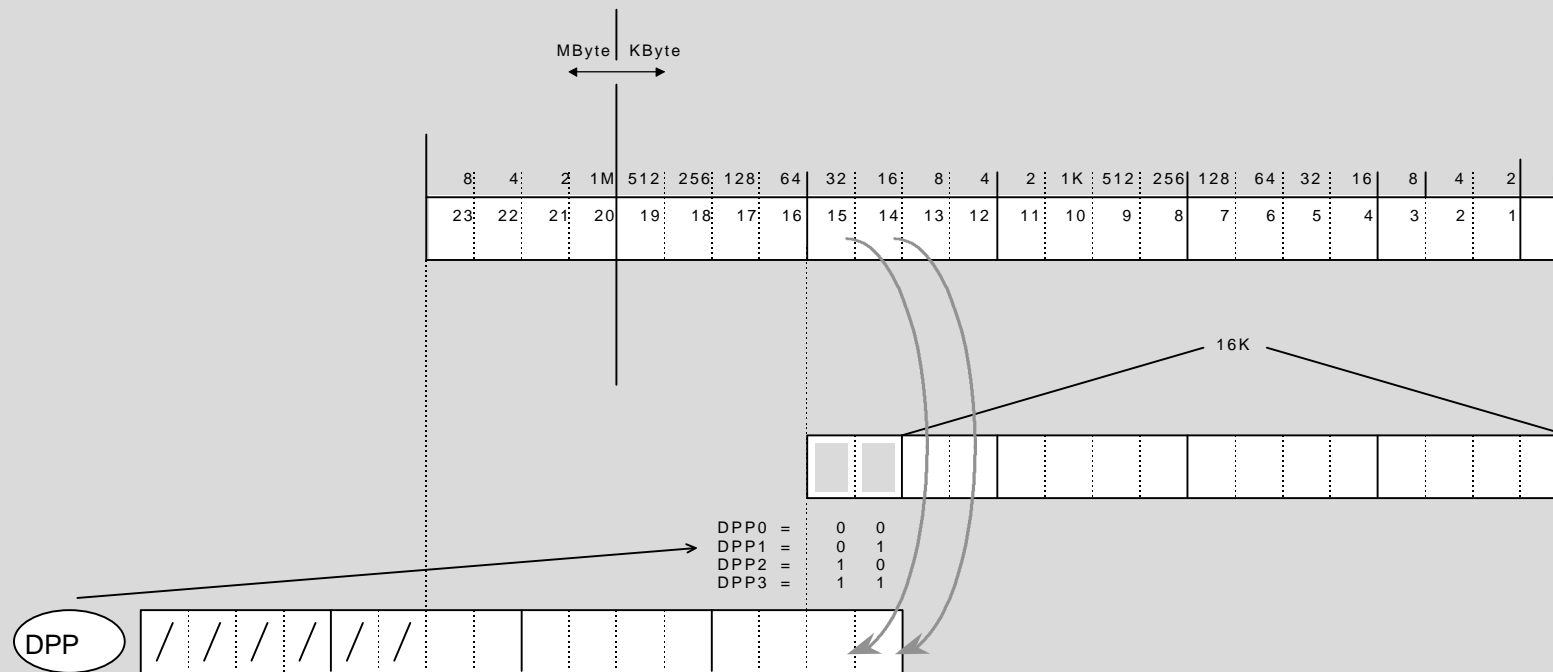 MByte KByte
8 4 2 1M 512 256 128 64 32 16 8 4 2 1K 512 256 128 64 32 16 8 4 2
23 22 21 20 19 18 17 16 15 14 13 12 11 10 9 8 7 6 5 4 3 2 1
16K
DPP0 = 0 0
DPP1 = 0 1
DPP2 = 1 0
DPP3 = 1 1
DPP / / / / / /